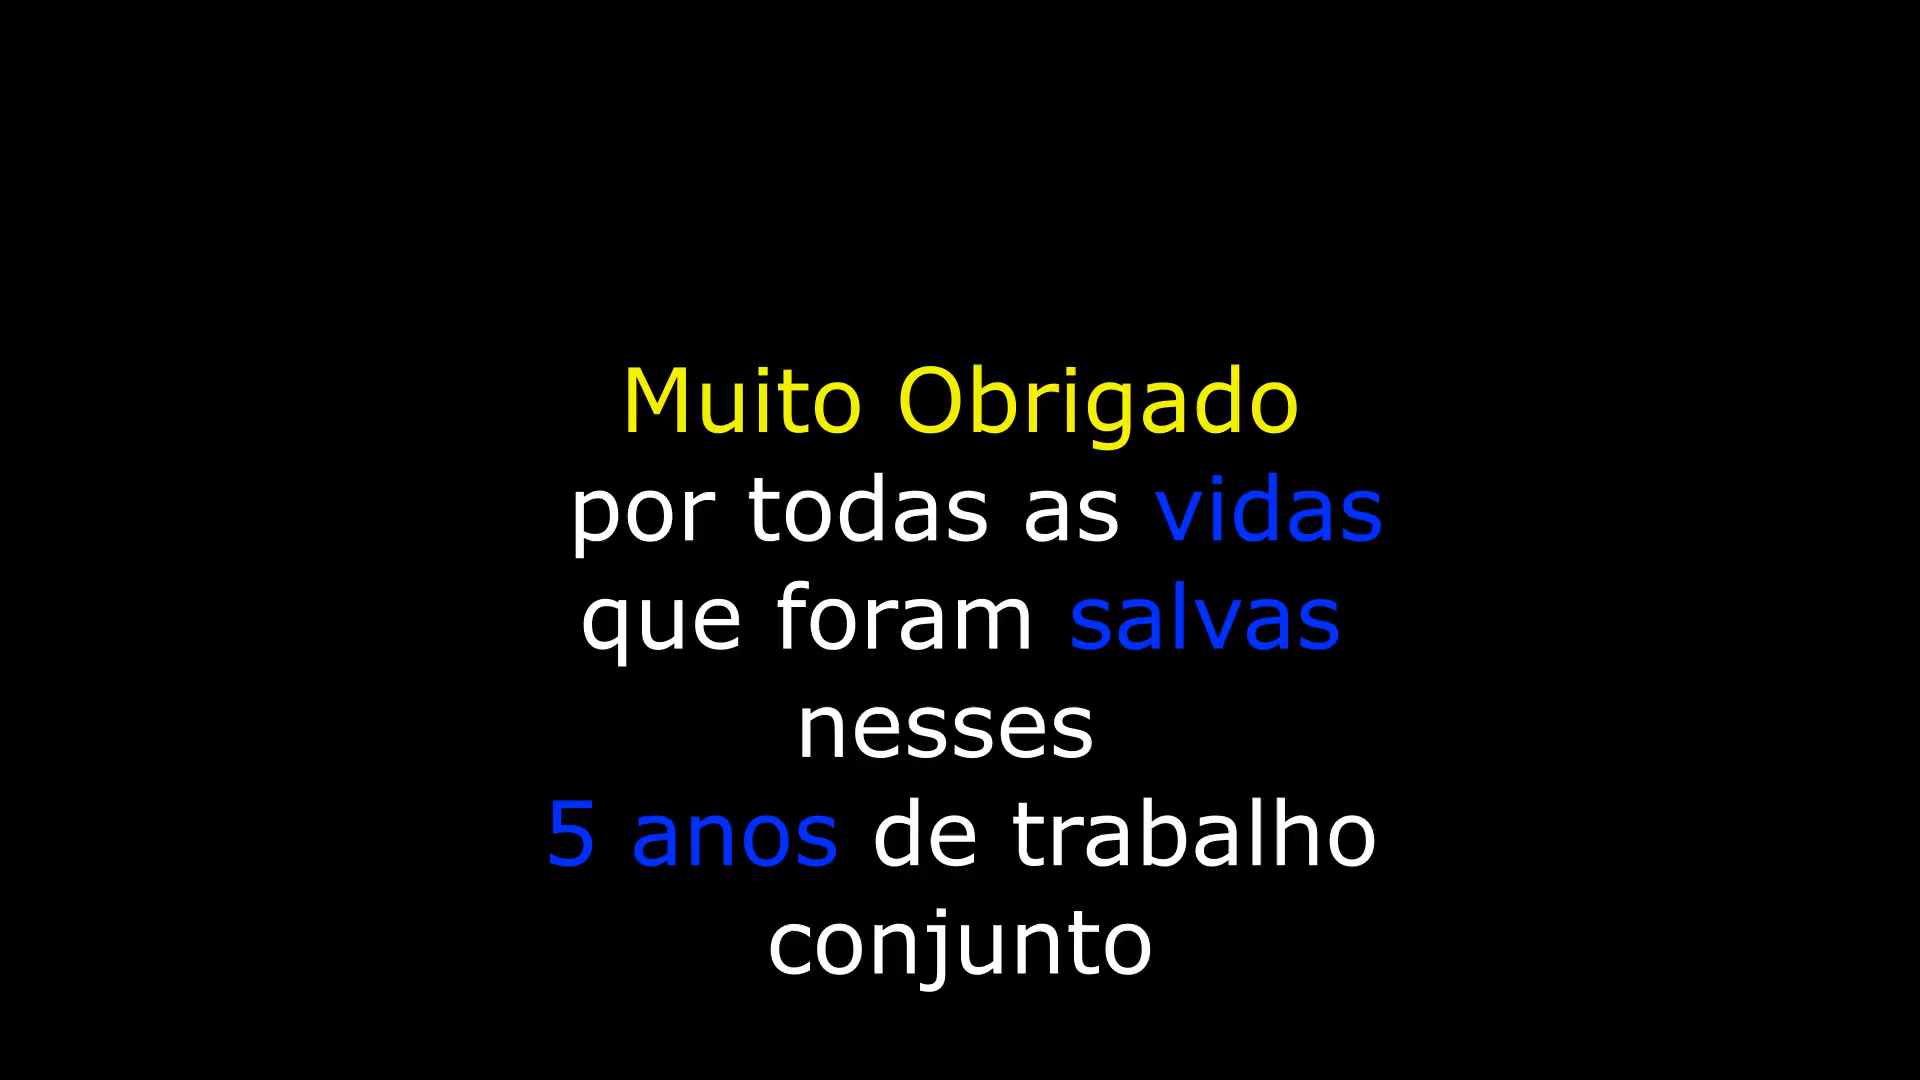 Muito Obrigado
por todas as vidas
que foram salvas
nesses
5 anos de trabalho
conjunto